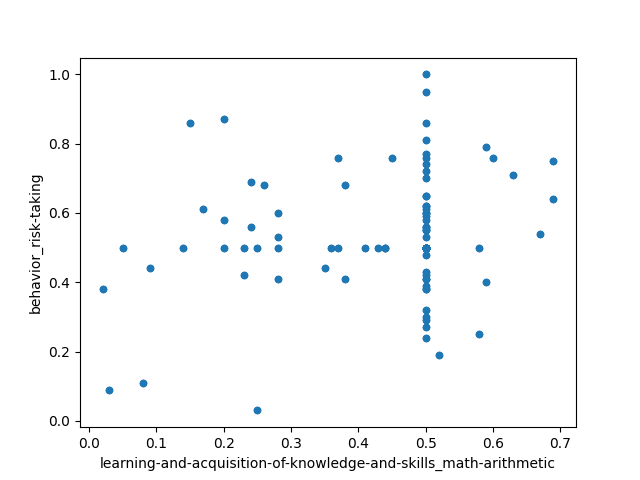 1.0
0.8
0.6
0.4
0.2
0.0
behavior_risk-taking
0.0 0.1 0.2 0.3 0.4 0.5 0.6 0.7
learning-and-acquisition-of-knowledge-and-skills_math-arithmetic